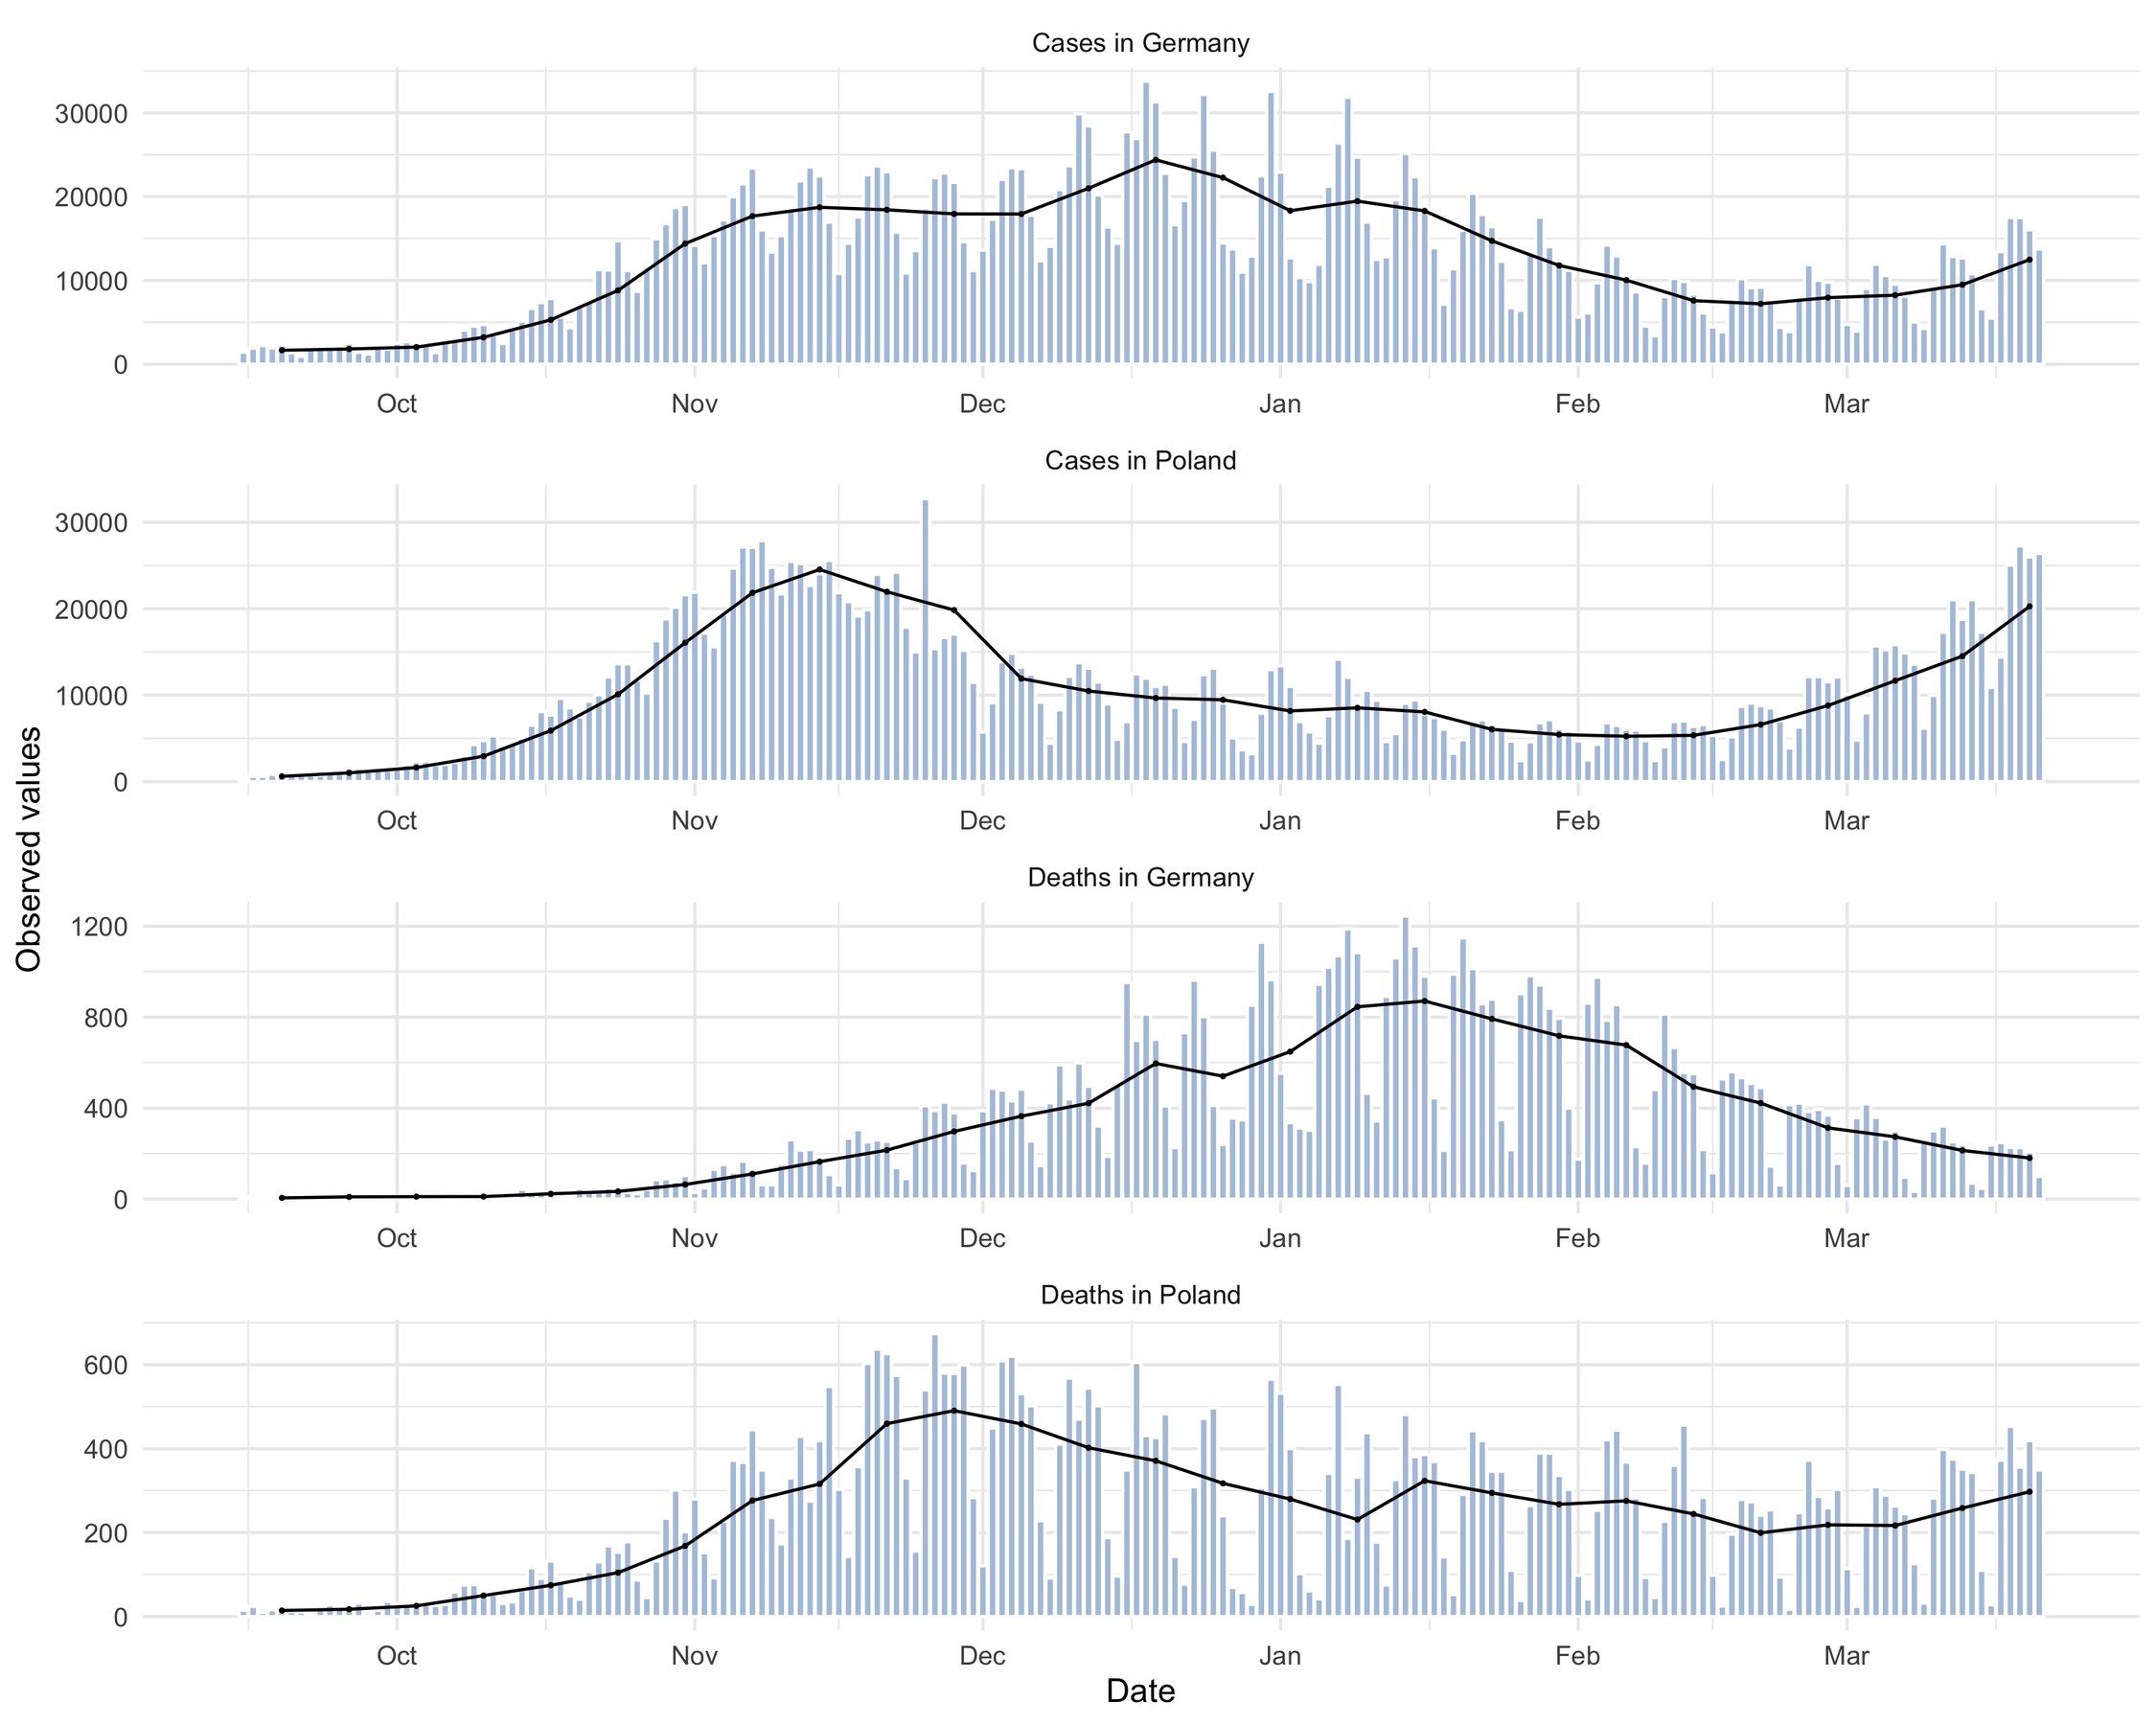 Cases in Germany
30000
20000
10000
0
Oct Nov Dec Jan Feb Mar
Cases in Poland
30000
20000
10000
0
Oct Nov Dec Jan Feb Mar
Observed values
Deaths in Germany
1200
800
400
0
Oct Nov Dec Jan Feb Mar
Deaths in Poland
600
400
200
0
Oct Nov Dec Jan Feb Mar
Date